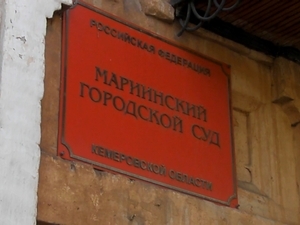 РОССИЙСКАЯ ФЕДЕРАЦИЯ
МАРИИНСКИЙ
ГОРОДСКОЙ СУД
КЕМЕРОВСКОЙ ОБЛАСТИ